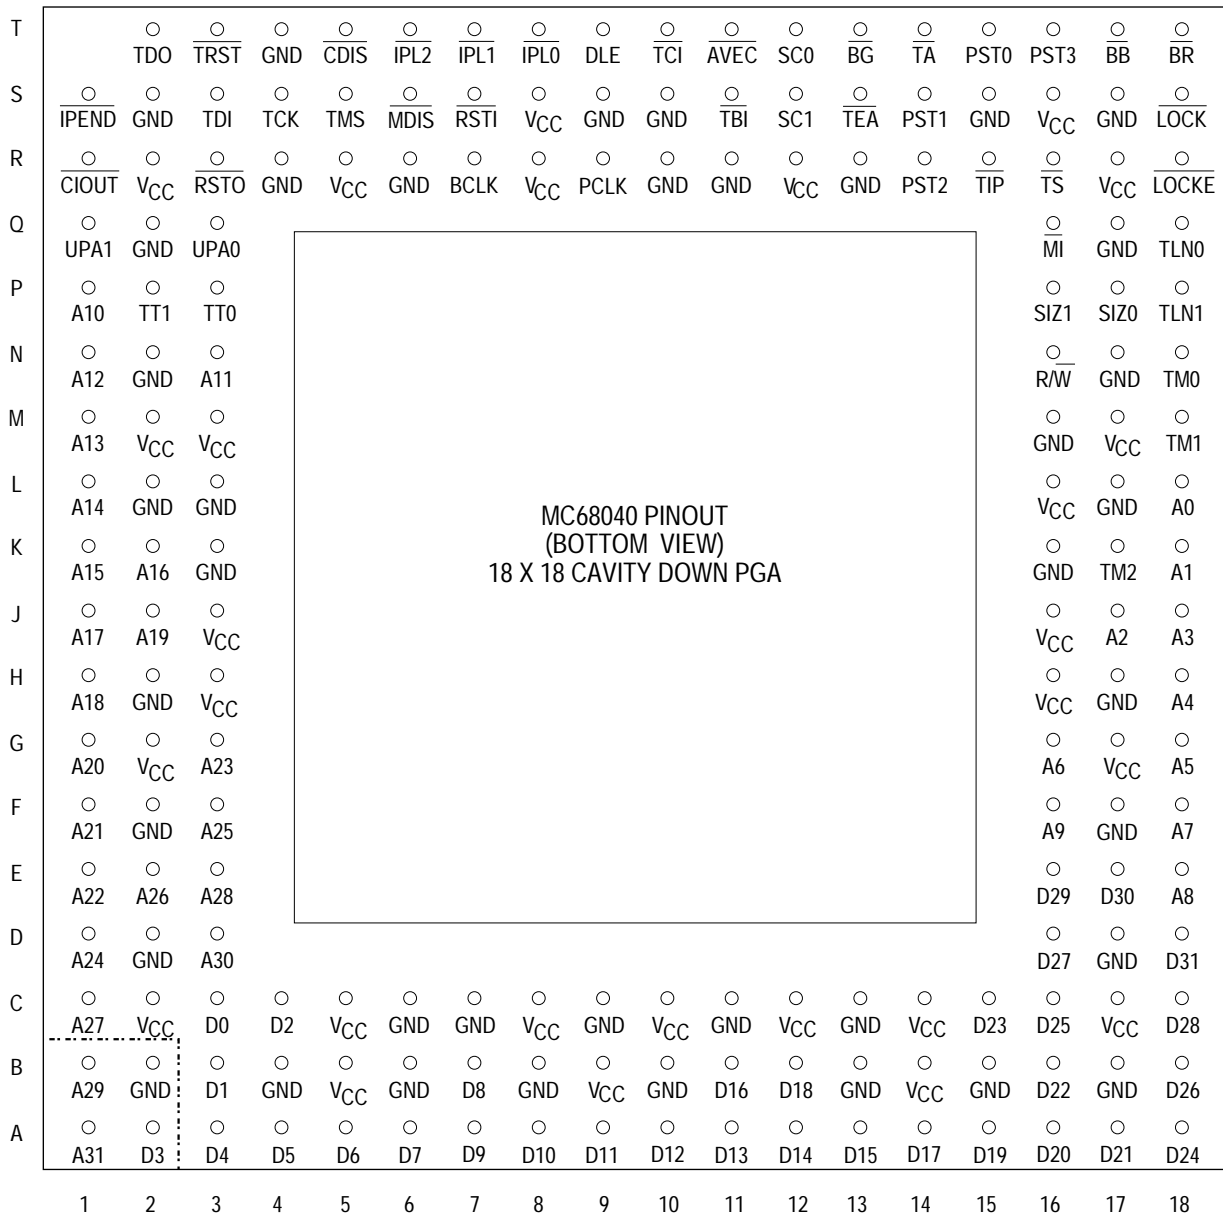 T
TDO TRST GND CDIS IPL2 IPL1 IPL0 DLE TCI AVEC SC0 BG TA PST0 PST3 BB BR
S
IPEND GND TDI TCK TMS MDIS RSTI VCC GND GND TBI SC1 TEA PST1 GND VCC GND LOCK
R
CIOUT VCC RSTO GND VCC GND BCLK VCC PCLK GND GND VCC GND PST2 TIP TS VCC LOCKE
Q
UPA1 GND UPA0 MI GND TLN0
P
A10 TT1 TT0 SIZ1 SIZ0 TLN1
N
A12 GND A11 R/W GND TM0
M
A13 VCC VCC GND VCC TM1
L
A14 GND GND VCC GND A0
MC68040 PINOUT
(BOTTOM VIEW)
18 X 18 CAVITY DOWN PGA
K
A15 A16 GND GND TM2 A1
J
A17 A19 VCC VCC A2 A3
H
A18 GND VCC VCC GND A4
G
A20 VCC A23 A6 VCC A5
F
A21 GND A25 A9 GND A7
E
A22 A26 A28 D29 D30 A8
D
A24 GND A30 D27 GND D31
C
A27 VCC D0 D2 VCC GND GND VCC GND VCC GND VCC GND VCC D23 D25 VCC D28
B
A29 GND D1 GND VCC GND D8 GND VCC GND D16 D18 GND VCC GND D22 GND D26
A
A31 D3 D4 D5 D6 D7 D9 D10 D11 D12 D13 D14 D15 D17 D19 D20 D21 D24
1 2 3 4 5 6 7 8 9 10 11 12 13 14 15 16 17 18